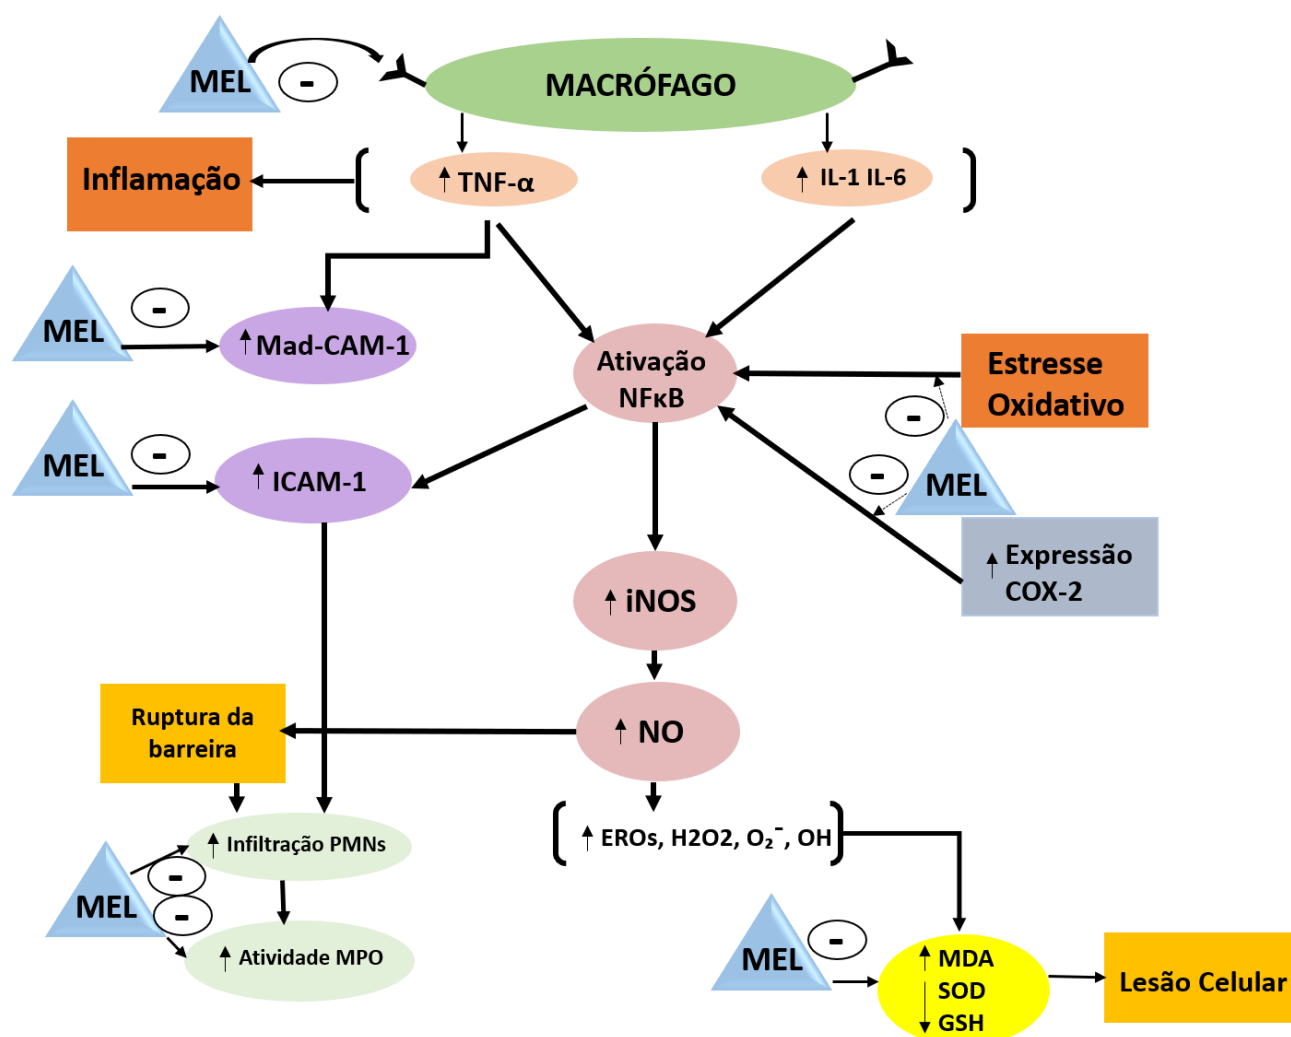 MEL
-
MACRÓFAGO
Inflamação
↑ TNF-α
↑ IL-1 IL-6
MEL
-
↑ Mad-CAM-1
Ativação
NFκB
Estresse
Oxidativo
-
-
MEL
MEL
-
↑ ICAM-1
↑ Expressão
COX-2
↑ iNOS
Ruptura da
barreira
↑ NO
↑ Infiltração PMNs
↑ EROs, H2O2, O₂⁻, OH
MEL
-
-
↑ Atividade MPO
MEL
-
↑ MDA
SOD
↓ GSH
Lesão Celular